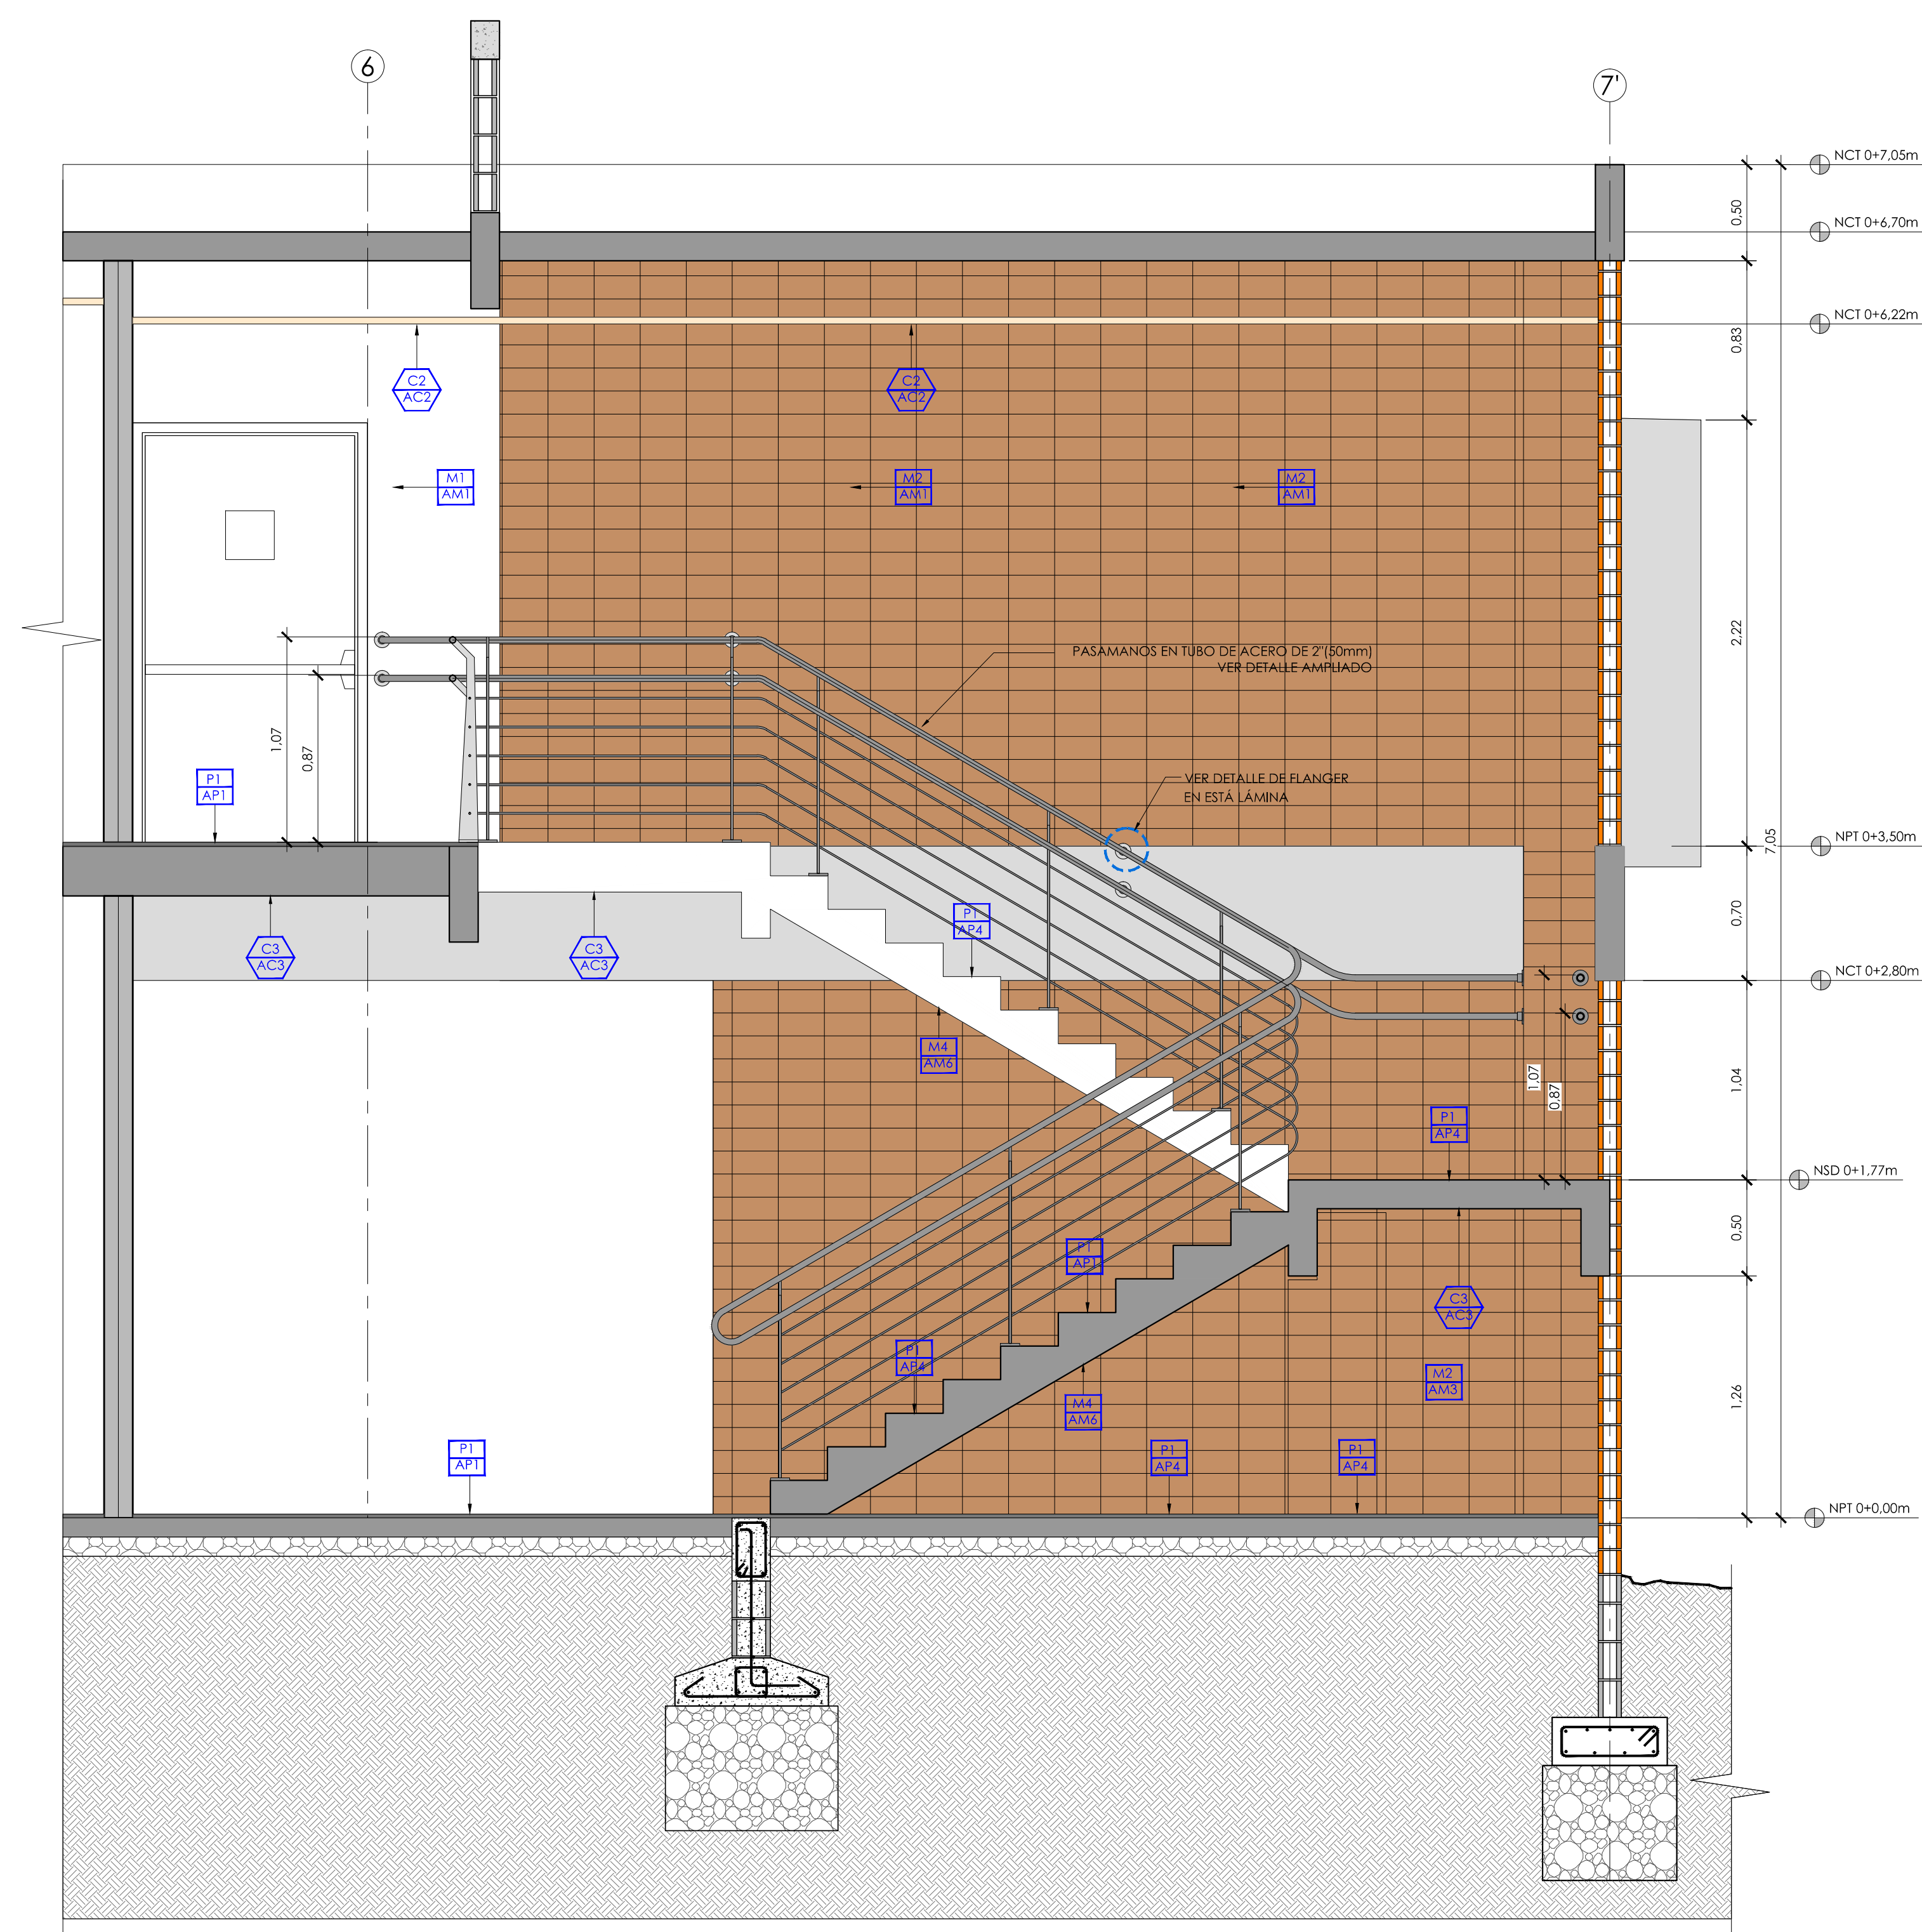 6
7'
NCT 0+7,05m
0,50
NCT 0+6,70m
NCT 0+6,22m
0,83
C2
AC2
C2
AC2
M1
AM1
M2
AM1
M2
AM1
2,22
PASAMANOS EN TUBO DE ACERO DE 2"(50mm)
VER DETALLE AMPLIADO
1,07
0,87
P1
AP1
VER DETALLE DE FLANGER
EN ESTÁ LÁMINA
7,05
NPT 0+3,50m
P1
AP4
0,70
C3
AC3
C3
AC3
NCT 0+2,80m
M4
AM6
1,07
0,87
1,04
P1
AP4
NSD 0+1,77m
0,50
P1
AP1
C3
AC3
P1
AP4
M2
AM3
1,26
M4
AM6
P1
AP1
P1
AP4
P1
AP4
NPT 0+0,00m